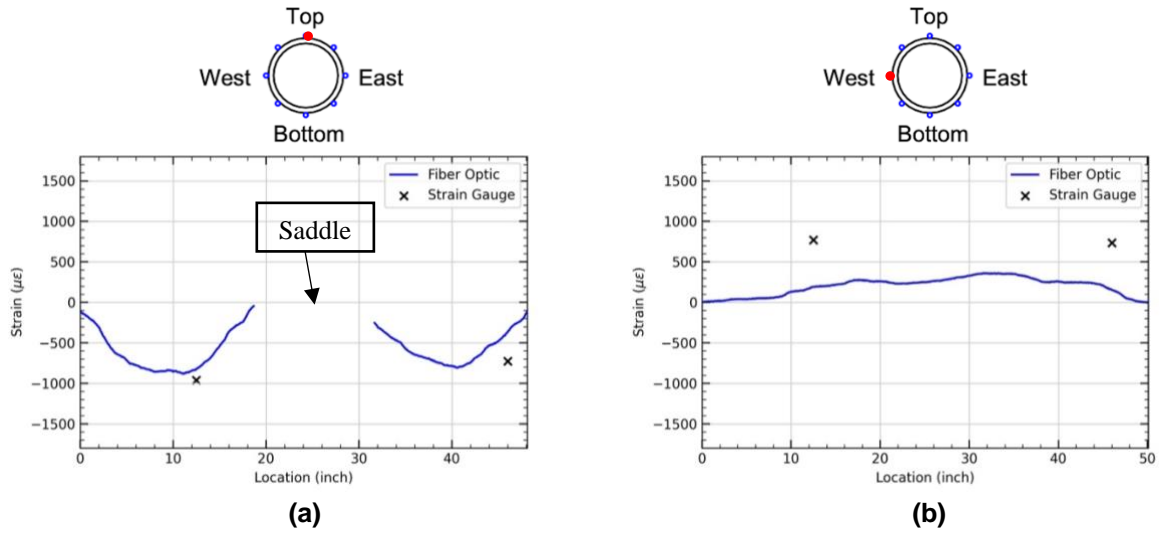 Top
West
East
Bottom
Fiber Optic
Strain Gauge
Saddle
1500
1000
500
0
−500
−1000
−1500
Strain (με)
0
10
20
30
40
Location (inch)
(a)
Top
West
East
Bottom
Fiber Optic
Strain Gauge
1500
1000
500
0
−500
−1000
−1500
Strain (με)
0
10
20
30
40
50
Location (inch)
(b)